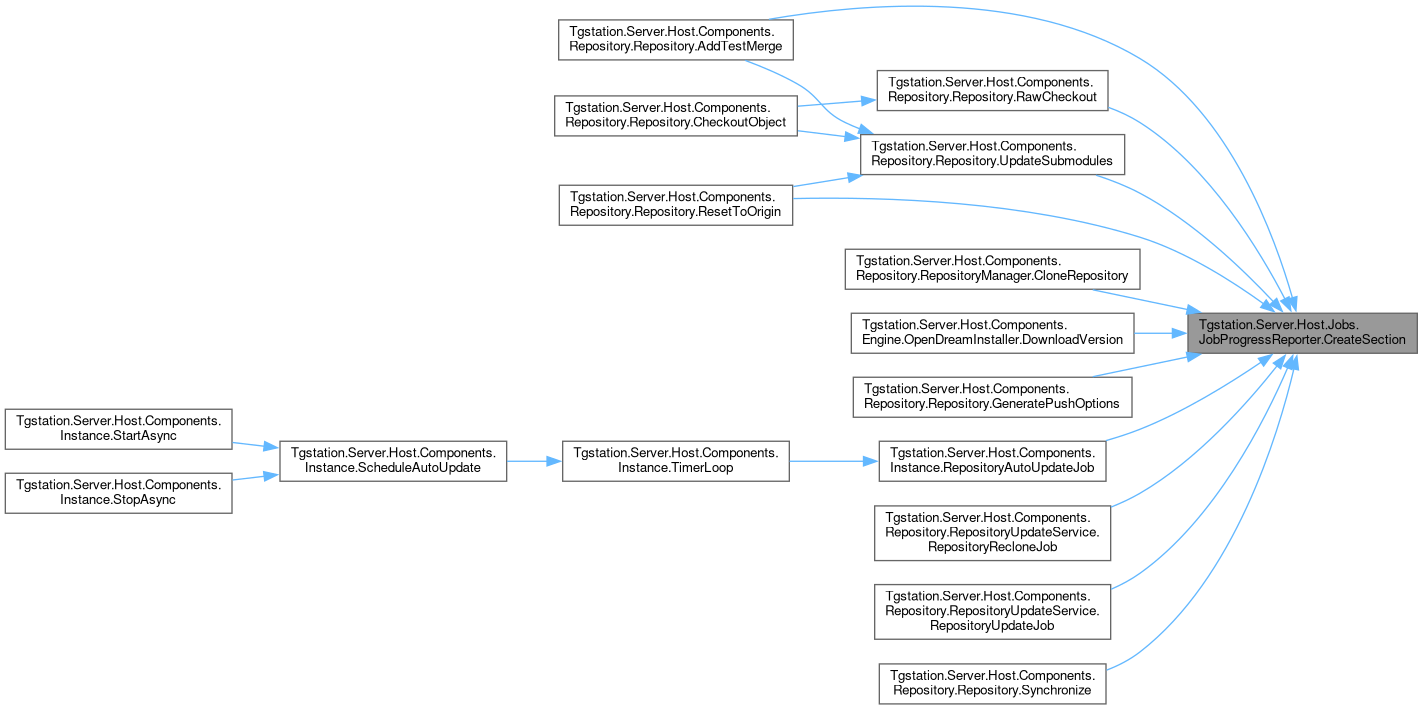 Tgstation.Server.Host.Components.
Repository.Repository.AddTestMerge
Tgstation.Server.Host.Components.
Repository.Repository.RawCheckout
Tgstation.Server.Host.Components.
Repository.Repository.CheckoutObject
Tgstation.Server.Host.Components.
Repository.Repository.UpdateSubmodules
Tgstation.Server.Host.Components.
Repository.Repository.ResetToOrigin
Tgstation.Server.Host.Components.
Repository.RepositoryManager.CloneRepository
Tgstation.Server.Host.Jobs.
JobProgressReporter.CreateSection
Tgstation.Server.Host.Components.
Engine.OpenDreamInstaller.DownloadVersion
Tgstation.Server.Host.Components.
Repository.Repository.GeneratePushOptions
Tgstation.Server.Host.Components.
Instance.StartAsync
Tgstation.Server.Host.Components.
Instance.ScheduleAutoUpdate
Tgstation.Server.Host.Components.
Instance.TimerLoop
Tgstation.Server.Host.Components.
Instance.RepositoryAutoUpdateJob
Tgstation.Server.Host.Components.
Instance.StopAsync
Tgstation.Server.Host.Components.
Repository.RepositoryUpdateService.
RepositoryRecloneJob
Tgstation.Server.Host.Components.
Repository.RepositoryUpdateService.
RepositoryUpdateJob
Tgstation.Server.Host.Components.
Repository.Repository.Synchronize